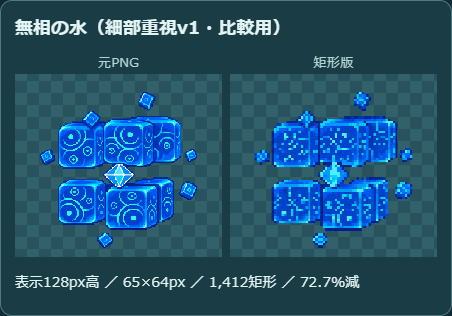 無相の水（細部重視v1・比較用）
元PNG
矩形版
表示128px高 ／ 65×64px ／ 1,412矩形 ／ 72.7%減